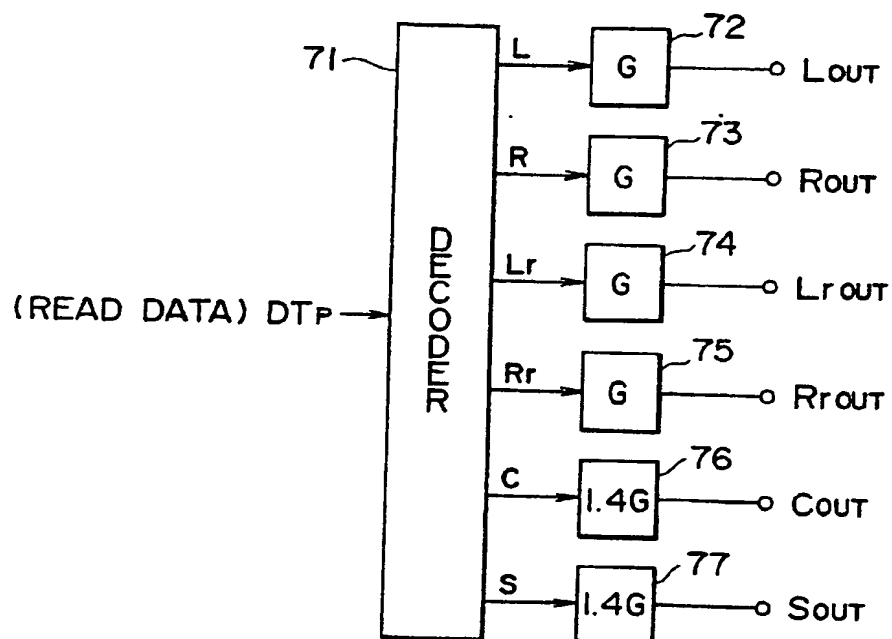 72
71
L
G
LOUT
73
R
G
ROUT
DECODER
74
Lr
G
LrOUT
(READ DATA) DTP
75
Rr
G
RrOUT
76
C
1.4G
COUT
77
S
1.4G
SOUT